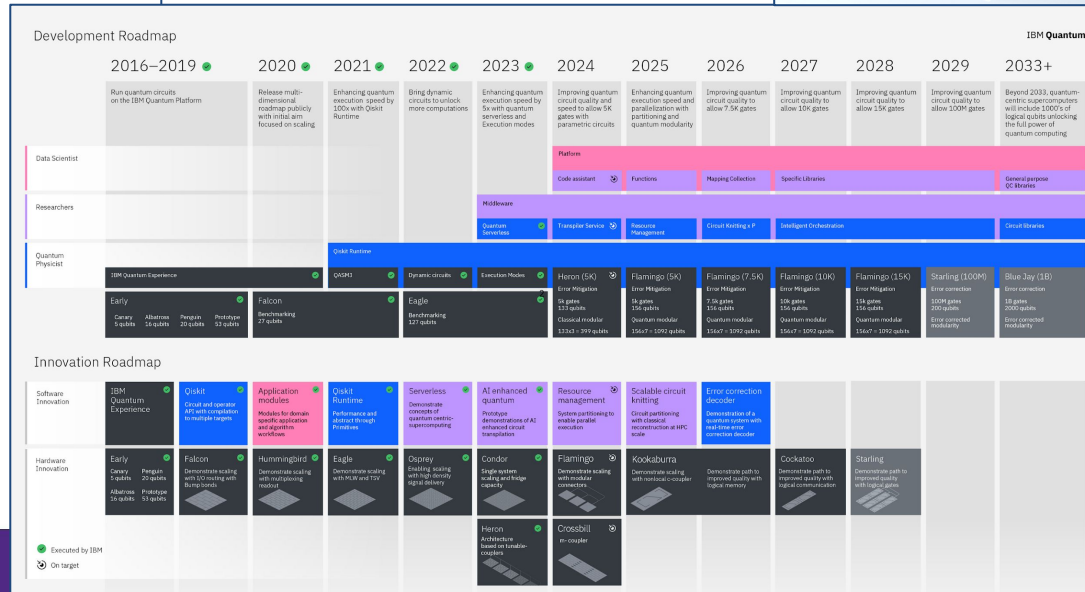 Development Roadmap
IBM Quantum
2016–2019
2020
2021
2022
2023
2024
2025
2026
2027
2028
2029
2033+
Run quantum circuits
on the IBM Quantum Platform
Release multi-
dimensional
roadmap publicly
with initial aim
focused on scaling
Enhancing quantum
execution speed by
100x with Qiskit
Runtime
Bring dynamic
circuits to unlock
more computations
Enhancing quantum
execution speed by
5x with quantum
serverless and
Execution modes
Improving quantum
circuit quality and
speed to allow 5K
gates with
parametric circuits
Enhancing quantum
execution speed and
parallelization with
partitioning and
quantum modularity
Improving quantum
circuit quality to
allow 7.5K gates
Improving quantum
circuit quality to
allow 10K gates
Improving quantum
circuit quality to
allow 15K gates
Improving quantum
circuit quality to
allow 100M gates
Beyond 2033, quantum-
centric supercomputers
will include 1000's of
logical qubits unlocking
the full power of
quantum computing
Data Scientist
Platform
Code assistant
Functions
Mapping Collection
Specific Libraries
General purpose
QC libraries
Researchers
Middleware
Quantum
Serverless
Transpiler Service
Resource
Management
Circuit Knitting x P
Intelligent Orchestration
Circuit libraries
Quantum
Physicist
Qiskit Runtime
IBM Quantum Experience
QASM3
Dynamic circuits
Execution Modes
Heron (5K)
Error Mitigation
5k gates
133 qubits
Classical modular
133x3 = 399 qubits
Flamingo (5K)
Error Mitigation
5k gates
156 qubits
Quantum modular
156x7 = 1092 qubits
Flamingo (7.5K)
Error Mitigation
7.5k gates
156 qubits
Quantum modular
156x7 = 1092 qubits
Flamingo (10K)
Error Mitigation
10k gates
156 qubits
Quantum modular
156x7 = 1092 qubits
Flamingo (15K)
Error Mitigation
15k gates
156 qubits
Quantum modular
156x7 = 1092 qubits
Starling (100M)
Error correction
100M gates
200 qubits
Error corrected
modularity
Blue Jay (1B)
Error correction
1B gates
2000 qubits
Error corrected
modularity
Early
Canary
5 qubits
Albatross
16 qubits
Penguin
20 qubits
Prototype
53 qubits
Falcon
Benchmarking
27 qubits
Eagle
Benchmarking
127 qubits
Innovation Roadmap
Software
Innovation
IBM
Quantum
Experience
Qiskit
Circuit and operator
API with compilation
to multiple targets
Application
modules
Modules for domain
specific application
and algorithm
workflows
Qiskit
Runtime
Performance and
abstract through
Primitives
Serverless
Demonstrate
concepts of
quantum centric-
supercomputing
AI enhanced
quantum
Prototype
demonstrations of AI
enhanced circuit
transpilation
Resource
management
System partitioning to
enable parallel
execution
Scalable circuit
knitting
Circuit partitioning
with classical
reconstruction at HPC
scale
Error correction
decoder
Demonstration of a
quantum system with
real-time error
correction decoder
Hardware
Innovation
Early
Canary
5 qubits
Penguin
20 qubits
Albatross
16 qubits
Prototype
53 qubits
Falcon
Demonstrate scaling
with I/O routing with
Bump bonds
Hummingbird
Demonstrate scaling
with multiplexing
readout
Eagle
Demonstrate scaling
with MLW and TSV
Osprey
Enabling scaling
with high density
signal delivery
Condor
Single system
scaling and fridge
capacity
Flamingo
Demonstrate scaling
with modular
connectors
Kookaburra
Demonstrate scaling
with nonlocal c-coupler
Demonstrate path to
improved quality with
logical memory
Cockatoo
Demonstrate path to
improved quality with
logical communication
Starling
Demonstrate path to
improved quality
with logical gates
Heron
Architecture
based on tunable-
couplers
Crossbill
m- coupler
Executed by IBM
On target